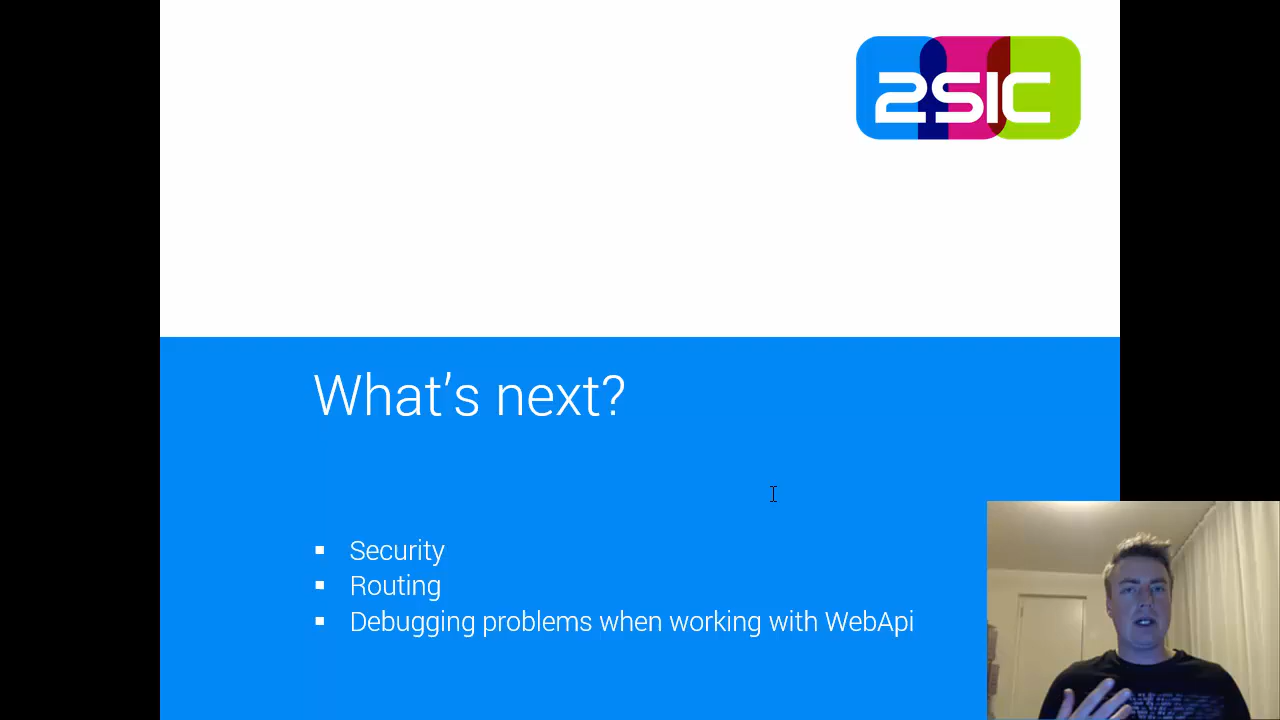 2SIC
What's next?
Security
Routing
Debugging problems when working with WebApi